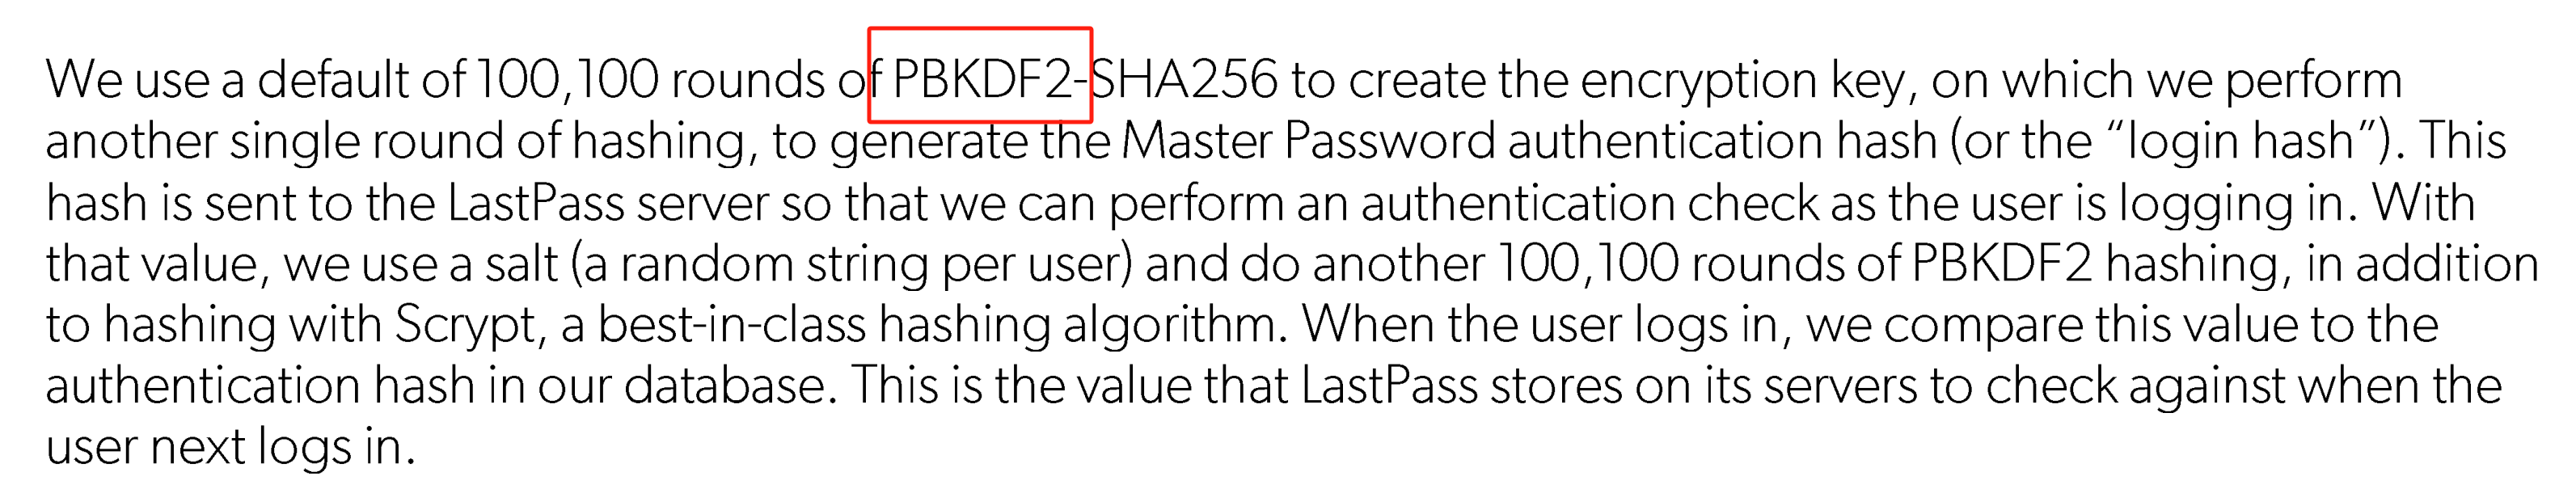 We use a default of 100,100 rounds of PBKDF2-SHA256 to create the encryption key, on which we perform
another single round of hashing, to generate the Master Password authentication hash (or the “login hash”). This
hash is sent to the LastPass server so that we can perform an authentication check as the user is logging in. With
that value, we use a salt (a random string per user) and do another 100,100 rounds of PBKDF2 hashing, in addition
to hashing with Scrypt, a best-in-class hashing algorithm. When the user logs in, we compare this value to the
authentication hash in our database. This is the value that LastPass stores on its servers to check against when the
user next logs in.